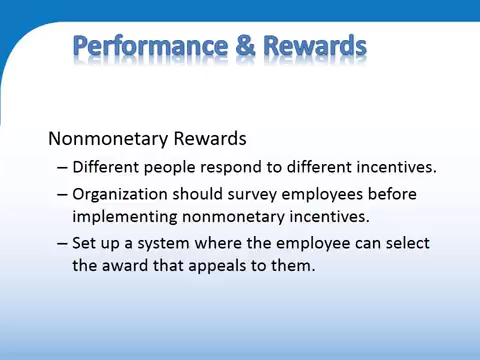 Performance & Rewards
Nonmonetary Rewards
– Different people respond to different incentives.
– Organization should survey employees before
implementing nonmonetary incentives.
– Set up a system where the employee can select
the award that appeals to them.